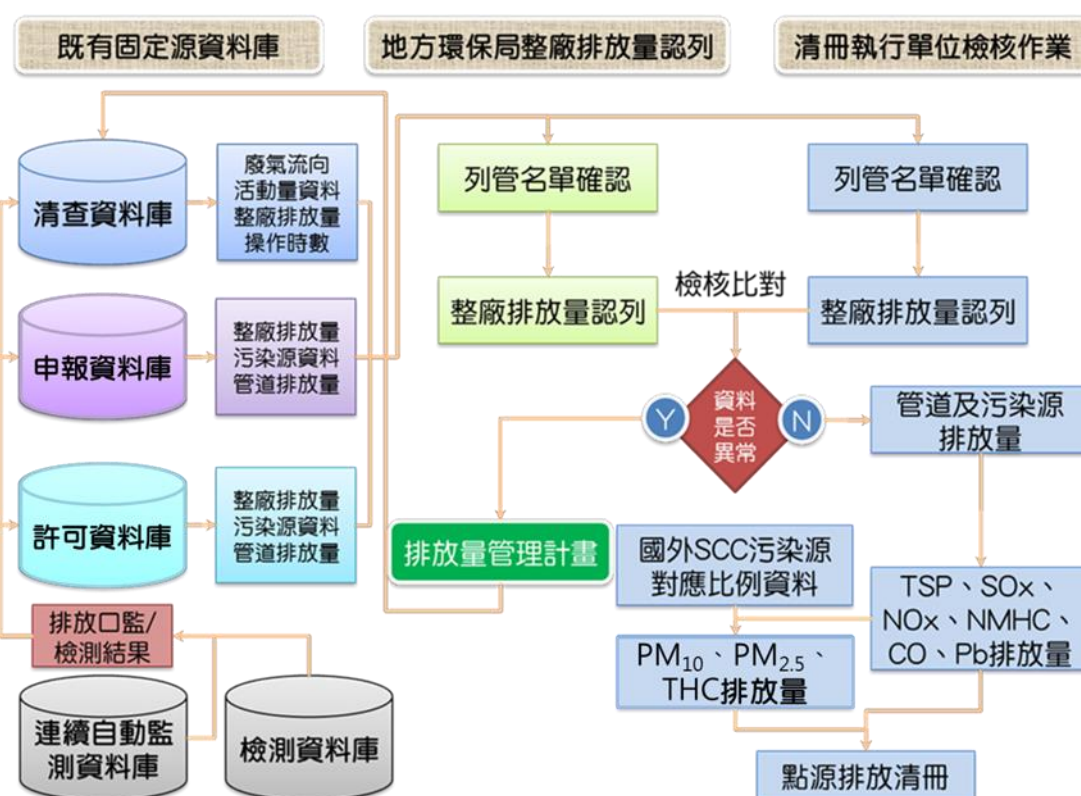 既有固定源資料庫
地方環保局整廠排放量認列
清冊執行單位檢核作業
清查資料庫
廢氣流向
活動量資料
整廠排放量
操作時數
申報資料庫
整廠排放量
污染源資料
管道排放量
許可資料庫
整廠排放量
污染源資料
管道排放量
排放口監/
檢測結果
連續自動監
測資料庫
檢測資料庫
列管名單確認
整廠排放量認列
檢核比對
列管名單確認
整廠排放量認列
資料
是否
異常
Y
N
排放量管理計畫
管道及污染源
排放量
國外SCC污染源
對應比例資料
TSP、SOx、
NOx、NMHC、
CO、Pb排放量
PM₁₀、PM₂.₅、
THC排放量
點源排放清冊